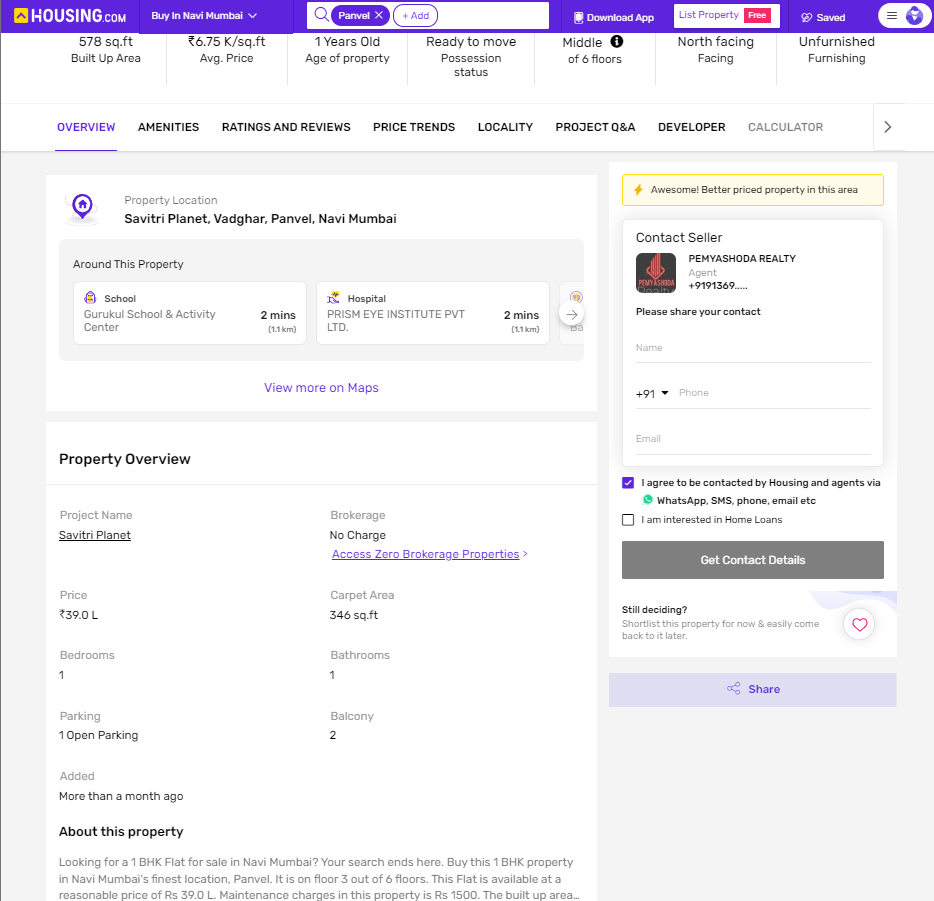 HOUSING.COM
Buy In Navi Mumbai
Panvel
+ Add
Download App
List Property Free
Saved
578 sq.ft
Built Up Area
₹6.75 K/sq.ft
Avg. Price
1 Years Old
Age of property
Ready to move
Possession
status
Middle
of 6 floors
North facing
Facing
Unfurnished
Furnishing
OVERVIEW
AMENITIES
RATINGS AND REVIEWS
PRICE TRENDS
LOCALITY
PROJECT Q&A
DEVELOPER
CALCULATOR
Property Location
Savitri Planet, Vadghar, Panvel, Navi Mumbai
Around This Property
School
Gurukul School & Activity
Center
2 mins
(1.1 km)
Hospital
PRISM EYE INSTITUTE PVT
LTD.
2 mins
(1.1 km)
View more on Maps
Property Overview
Project Name
Savitri Planet
Brokerage
No Charge
Access Zero Brokerage Properties >
Price
₹39.0 L
Carpet Area
346 sq.ft
Bedrooms
1
Bathrooms
1
Parking
1 Open Parking
Balcony
2
Added
More than a month ago
About this property
Looking for a 1 BHK Flat for sale in Navi Mumbai? Your search ends here. Buy this 1 BHK property
in Navi Mumbai's finest location, Panvel. It is on floor 3 out of 6 floors. This Flat is available at a
reasonable price of Rs 39.0 L. Maintenance charges in this property is Rs 1500. The built up area...
Awesome! Better priced property in this area
Contact Seller
PEMYASHODA
Realty
PEMYASHODA REALTY
Agent
+9191369.....
Please share your contact
Name
+91
Phone
Email
I agree to be contacted by Housing and agents via
WhatsApp, SMS, phone, email etc
I am interested in Home Loans
Get Contact Details
Still deciding?
Shortlist this property for now & easily come
back to it later.
Share